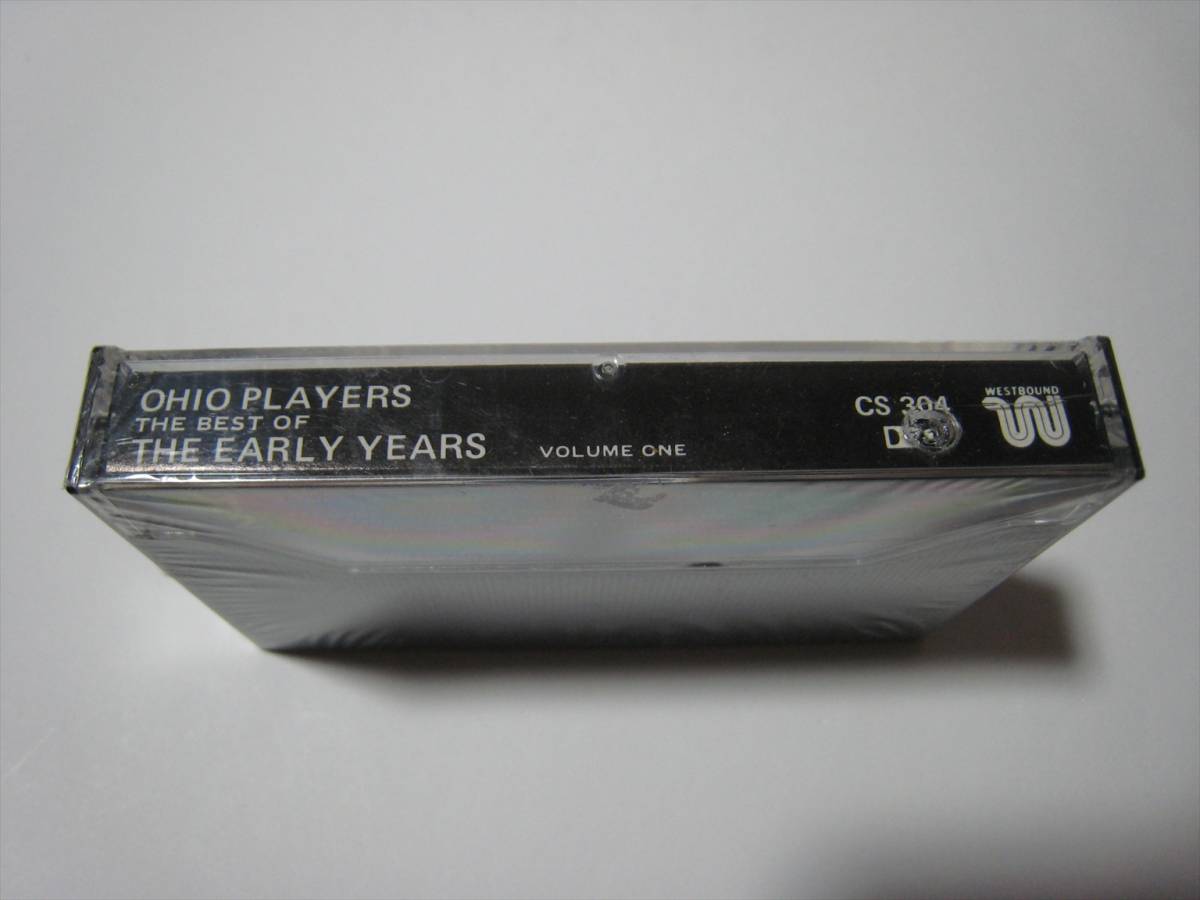 OHIO PLAYERS
THE BEST OF
THE EARLY YEARS
VOLUME ONE
CS 304
WESTBOUND